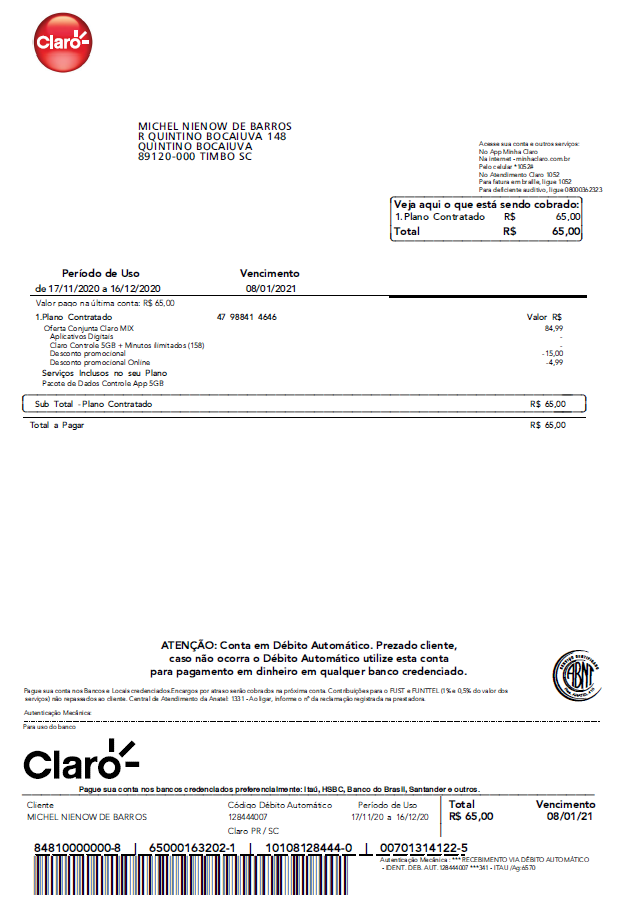 Claro
MICHEL NIENOW DE BARROS
R QUINTINO BOCAIUVA 148
QUINTINO BOCAIUVA
89120-000 TIMBO SC
Acesse sua conta e outros serviços:
No App Minha Claro
Na internet - minhaclaro.com.br
Pelo celular *1052#
No Atendimento Claro 1052
Para fatura em braille, ligue 1052
Para deficiente auditivo, ligue 08000362323
Veja aqui o que está sendo cobrado:
1.Plano Contratado R$ 65,00
Total R$ 65,00
Período de Uso Vencimento
de 17/11/2020 a 16/12/2020 08/01/2021
Valor pago na última conta: R$ 65,00
1.Plano Contratado 47 98841 4646 Valor R$
Oferta Conjunta Claro MIX 84,99
Aplicativos Digitais -
Claro Controle 5GB + Minutos ilimitados (158) -
Desconto promocional -15,00
Desconto promocional Online -4,99
Serviços Inclusos no seu Plano
Pacote de Dados Controle App 5GB
Sub Total - Plano Contratado R$ 65,00
Total a Pagar R$ 65,00
ATENÇÃO: Conta em Débito Automático. Prezado cliente,
caso não ocorra o Débito Automático utilize esta conta
para pagamento em dinheiro em qualquer banco credenciado.
ABNT
Pague sua conta nos Bancos e Locais credenciados.Encargos por atraso serão cobrados na próxima conta. Contribuições para o FUST e FUNTTEL (1% e 0,5% do valor dos
serviços) não repassados ao cliente. Central de Atendimento da Anatel: 1331 - Ao ligar, informe o nº da reclamação registrada na prestadora.
Autenticação Mecânica:
Para uso do banco
Claro
Pague sua conta nos bancos credenciados preferencialmente: Itaú, HSBC, Banco do Brasil, Santander e outros.
Cliente Código Débito Automático Período de Uso Total Vencimento
MICHEL NIENOW DE BARROS 128444007 17/11/20 a 16/12/20 R$ 65,00 08/01/21
Claro PR / SC
84810000000-8 | 65000163202-1 | 10108128444-0 | 00701314122-5
Autenticação Mecânica : *** RECEBIMENTO VIA DÉBITO AUTOMÁTICO
- IDENT. DEB. AUT. 128444007 ***341 - ITAU /Ag:6570